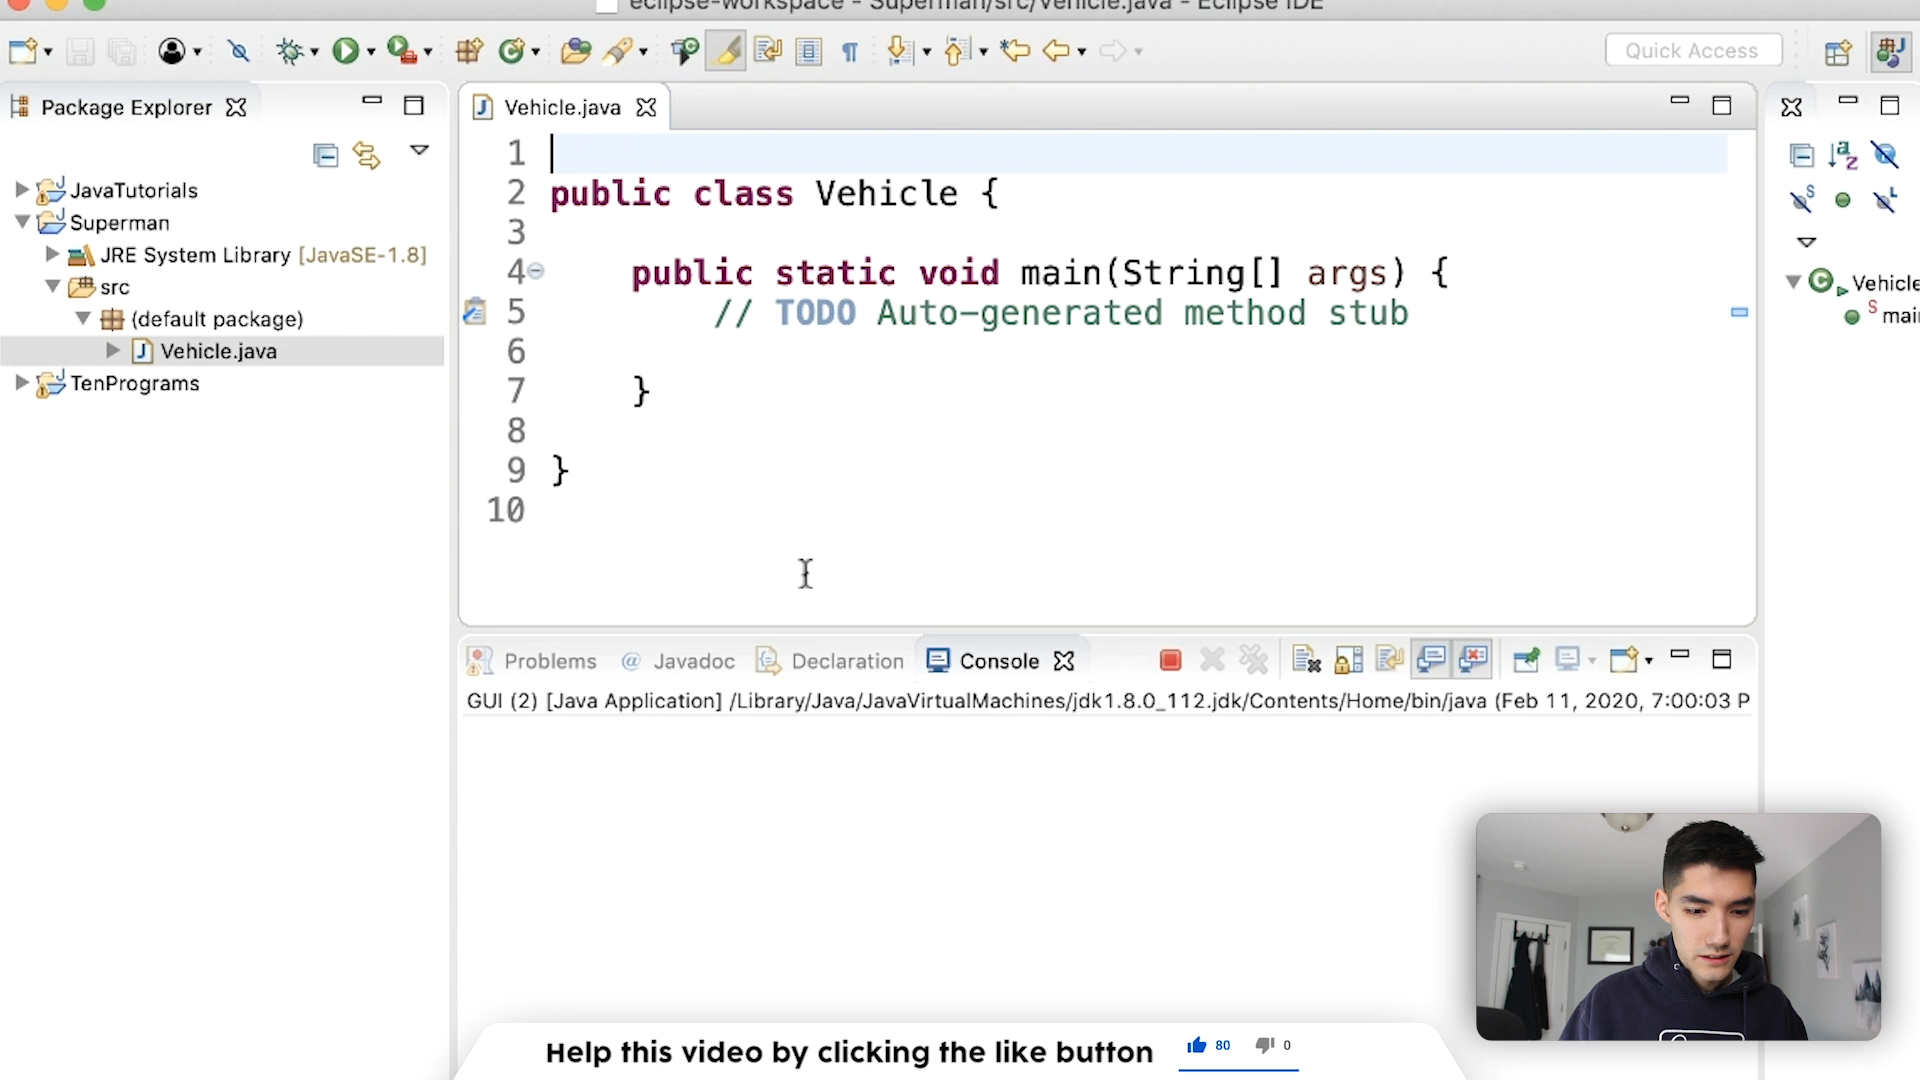 eclipse-workspace - Superman/src/Vehicle.java - Eclipse IDE
Quick Access
Package Explorer
JavaTutorials
Superman
JRE System Library [JavaSE-1.8]
src
(default package)
Vehicle.java
TenPrograms
Vehicle.java
1
2 public class Vehicle {
3
4 public static void main(String[] args) {
5 // TODO Auto-generated method stub
6
7 }
8
9 }
10
Vehicle
mai
Problems @ Javadoc Declaration Console
GUI (2) [Java Application] /Library/Java/JavaVirtualMachines/jdk1.8.0_112.jdk/Contents/Home/bin/java (Feb 11, 2020, 7:00:03 P
Help this video by clicking the like button 80 0